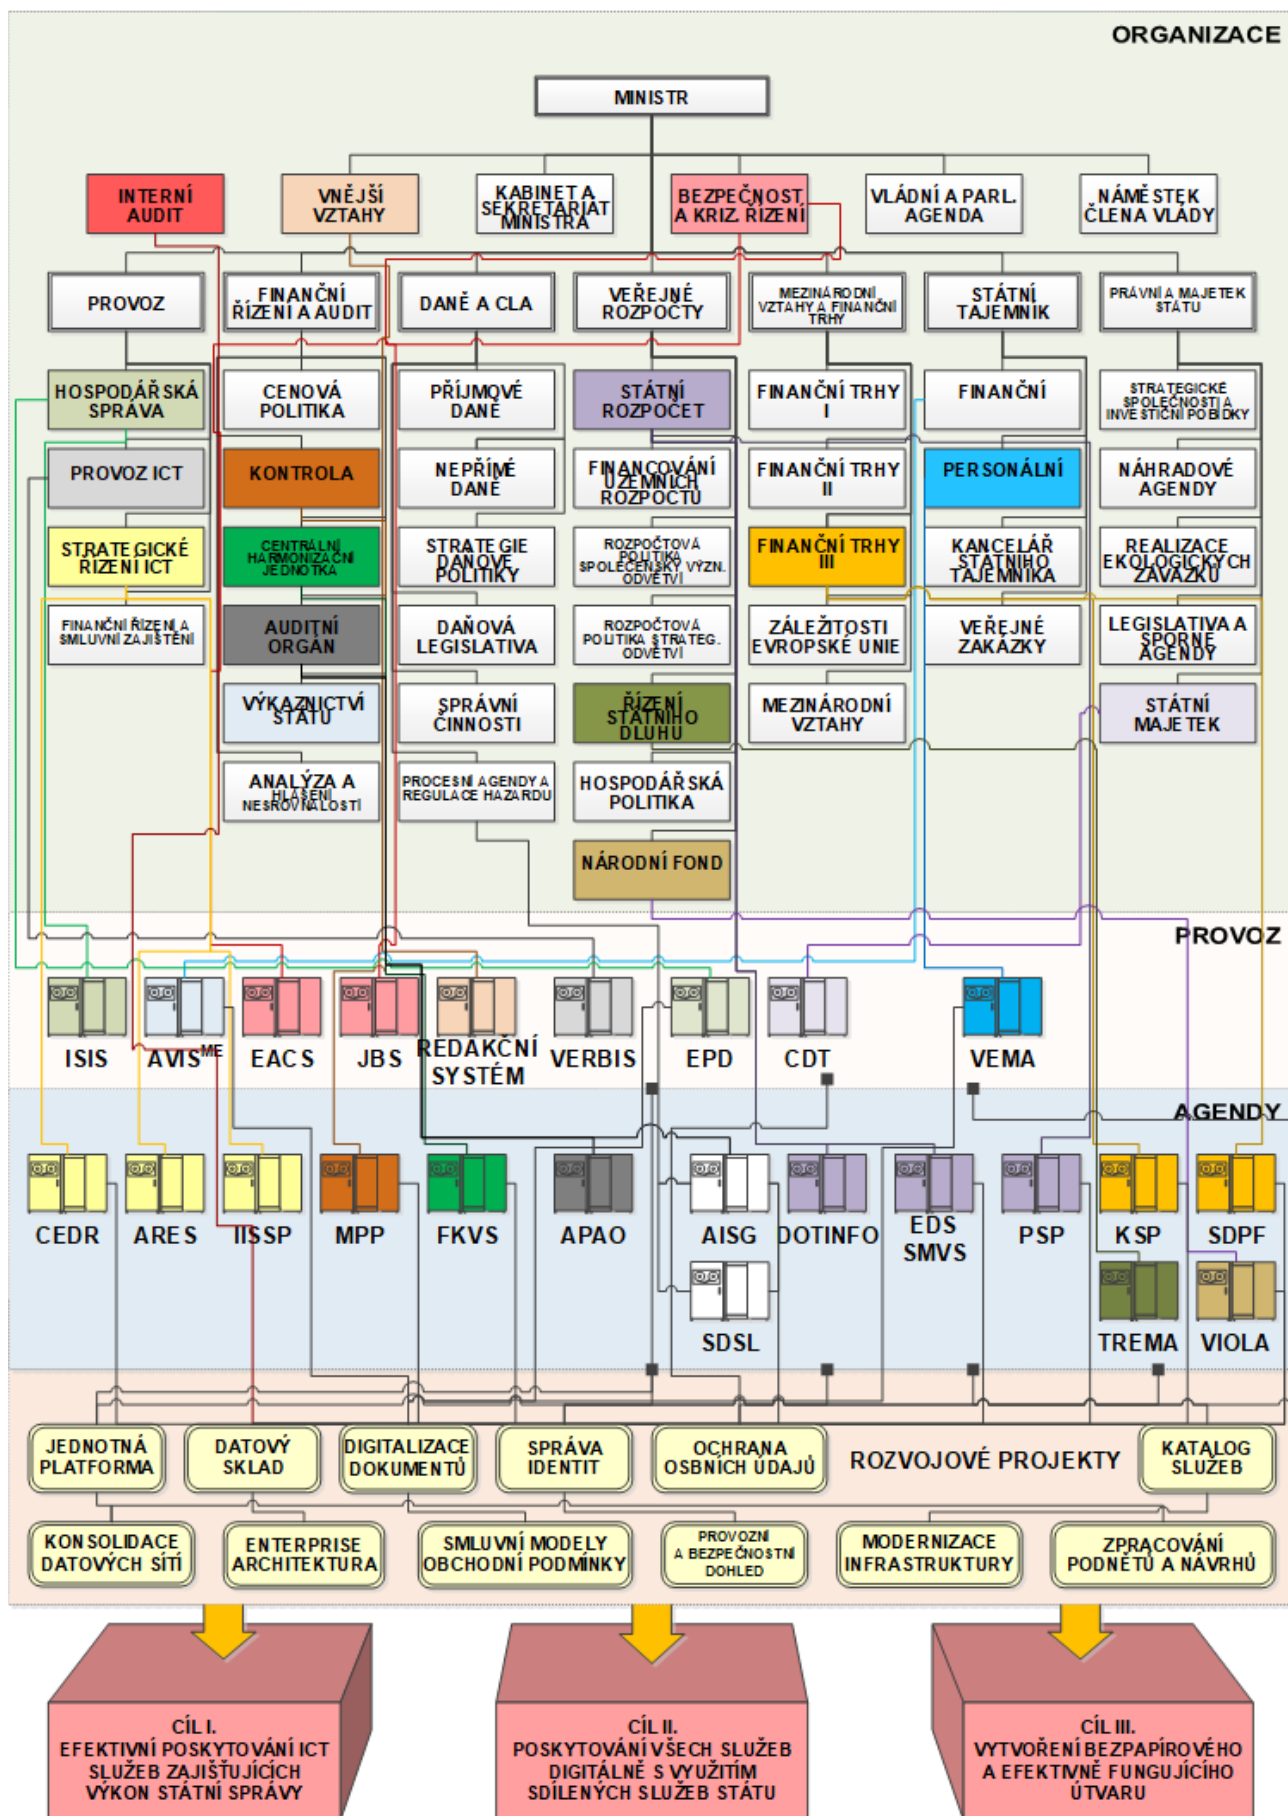 ORGANIZACE
MINISTR
INTERNÍ
AUDIT
VNĚJŠÍ
VZTAHY
KABINET A
SEKRETARIAT
MINISTRA
BEZPEČNOST
A KRIZ. ŘÍZENÍ
VLÁDNÍ A PARL.
AGENDA
NÁMĚSTEK
ČLENA VLÁDY
PROVOZ
FINANČNÍ
ŘÍZENÍ A AUDIT
DANĚ A CLA
VEŘEJNÉ
ROZPOČTY
MEZINÁRODNÍ
VZTAHY A FINANČNÍ
TRHY
STÁTNÍ
TAJEMNÍK
PRÁVNÍ A MAJETEK
STÁTU
HOSPODÁŘSKÁ
SPRÁVA
CENOVÁ
POLITIKA
PŘÍJMOVÉ
DANĚ
STÁTNÍ
ROZPOČET
FINANČNÍ TRHY
I
FINANČNÍ
STRATEGICKÉ
SPOLEČNOSTI A
INVESTIČNÍ POBÍDKY
PROVOZ ICT
KONTROLA
NEPŘÍMÉ
DANĚ
FINANCOVÁNÍ
ÚZEMNÍCH
ROZPOČTŮ
FINANČNÍ TRHY
II
PERSONÁLNÍ
NÁHRADOVÉ
AGENDY
STRATEGICKÉ
ŘÍZENÍ ICT
CENTRÁLNÍ
HARMONIZAČNÍ
JEDNOTKA
STRATEGIE
DAŇOVÉ
POLITIKY
ROZPOČTOVÁ
POLITIKA
SPOLEČENSKÝ VÝZN.
ODVĚTVÍ
FINANČNÍ TRHY
III
KANCELÁŘ
STÁTNÍHO
TAJEMNÍKA
REALIZACE
EKOLOGICKÝCH
ZÁVAZKŮ
FINANČNÍ ŘÍZENÍ A
SMLUVNÍ ZAJIŠTĚNÍ
AUDITNÍ
ORGÁN
DAŇOVÁ
LEGISLATIVA
ROZPOČTOVÁ
POLITIKA STRATEG.
ODVĚTVÍ
ZÁLEŽITOSTI
EVROPSKÉ UNIE
VEŘEJNÉ
ZAKÁZKY
LEGISLATIVA A
SPORNÉ
AGENDY
VÝKAZNICTVÍ
STÁTU
SPRÁVNÍ
ČINNOSTI
ŘÍZENÍ
STÁTNÍHO
DLUHU
MEZINÁRODNÍ
VZTAHY
STÁTNÍ
MAJETEK
ANALÝZA A
HLÁŠENÍ
NESROVNALOSTÍ
PROCESNÍ AGENDY A
REGULACE HAZARDU
HOSPODÁŘSKÁ
POLITIKA
NÁRODNÍ FOND
PROVOZ
ISIS
AVISᴹᴱ
EACS
JBS
REDAKČNÍ
SYSTÉM
VERBIS
EPD
CDT
VEMA
AGENDY
CEDR
ARES
IISSP
MPP
FKVS
APAO
AISG
DOTINFO
EDS
SMVS
PSP
KSP
SDPF
SDSL
TREMA
VIOLA
JEDNOTNÁ
PLATFORMA
DATOVÝ
SKLAD
DIGITALIZACE
DOKUMENTŮ
SPRÁVA
IDENTIT
OCHRANA
OSBNÍCH ÚDAJŮ
ROZVOJOVÉ PROJEKTY
KATALOG
SLUŽEB
KONSOLIDACE
DATOVÝCH SÍTÍ
ENTERPRISE
ARCHITEKTURA
SMLUVNÍ MODELY
OBCHODNÍ PODMÍNKY
PROVOZNÍ
A BEZPEČNOSTNÍ
DOHLED
MODERNIZACE
INFRASTRUKTURY
ZPRACOVÁNÍ
PODNĚTŮ A NÁVRHŮ
CÍL I.
EFEKTIVNÍ POSKYTOVÁNÍ ICT
SLUŽEB ZAJIŠŤUJÍCÍCH
VÝKON STÁTNÍ SPRÁVY
CÍL II.
POSKYTOVÁNÍ VŠECH SLUŽEB
DIGITÁLNĚ S VYUŽITÍM
SDÍLENÝCH SLUŽEB STÁTU
CÍL III.
VYTVOŘENÍ BEZPAPÍROVÉHO
A EFEKTIVNĚ FUNGUJÍCÍHO
ÚTVARU